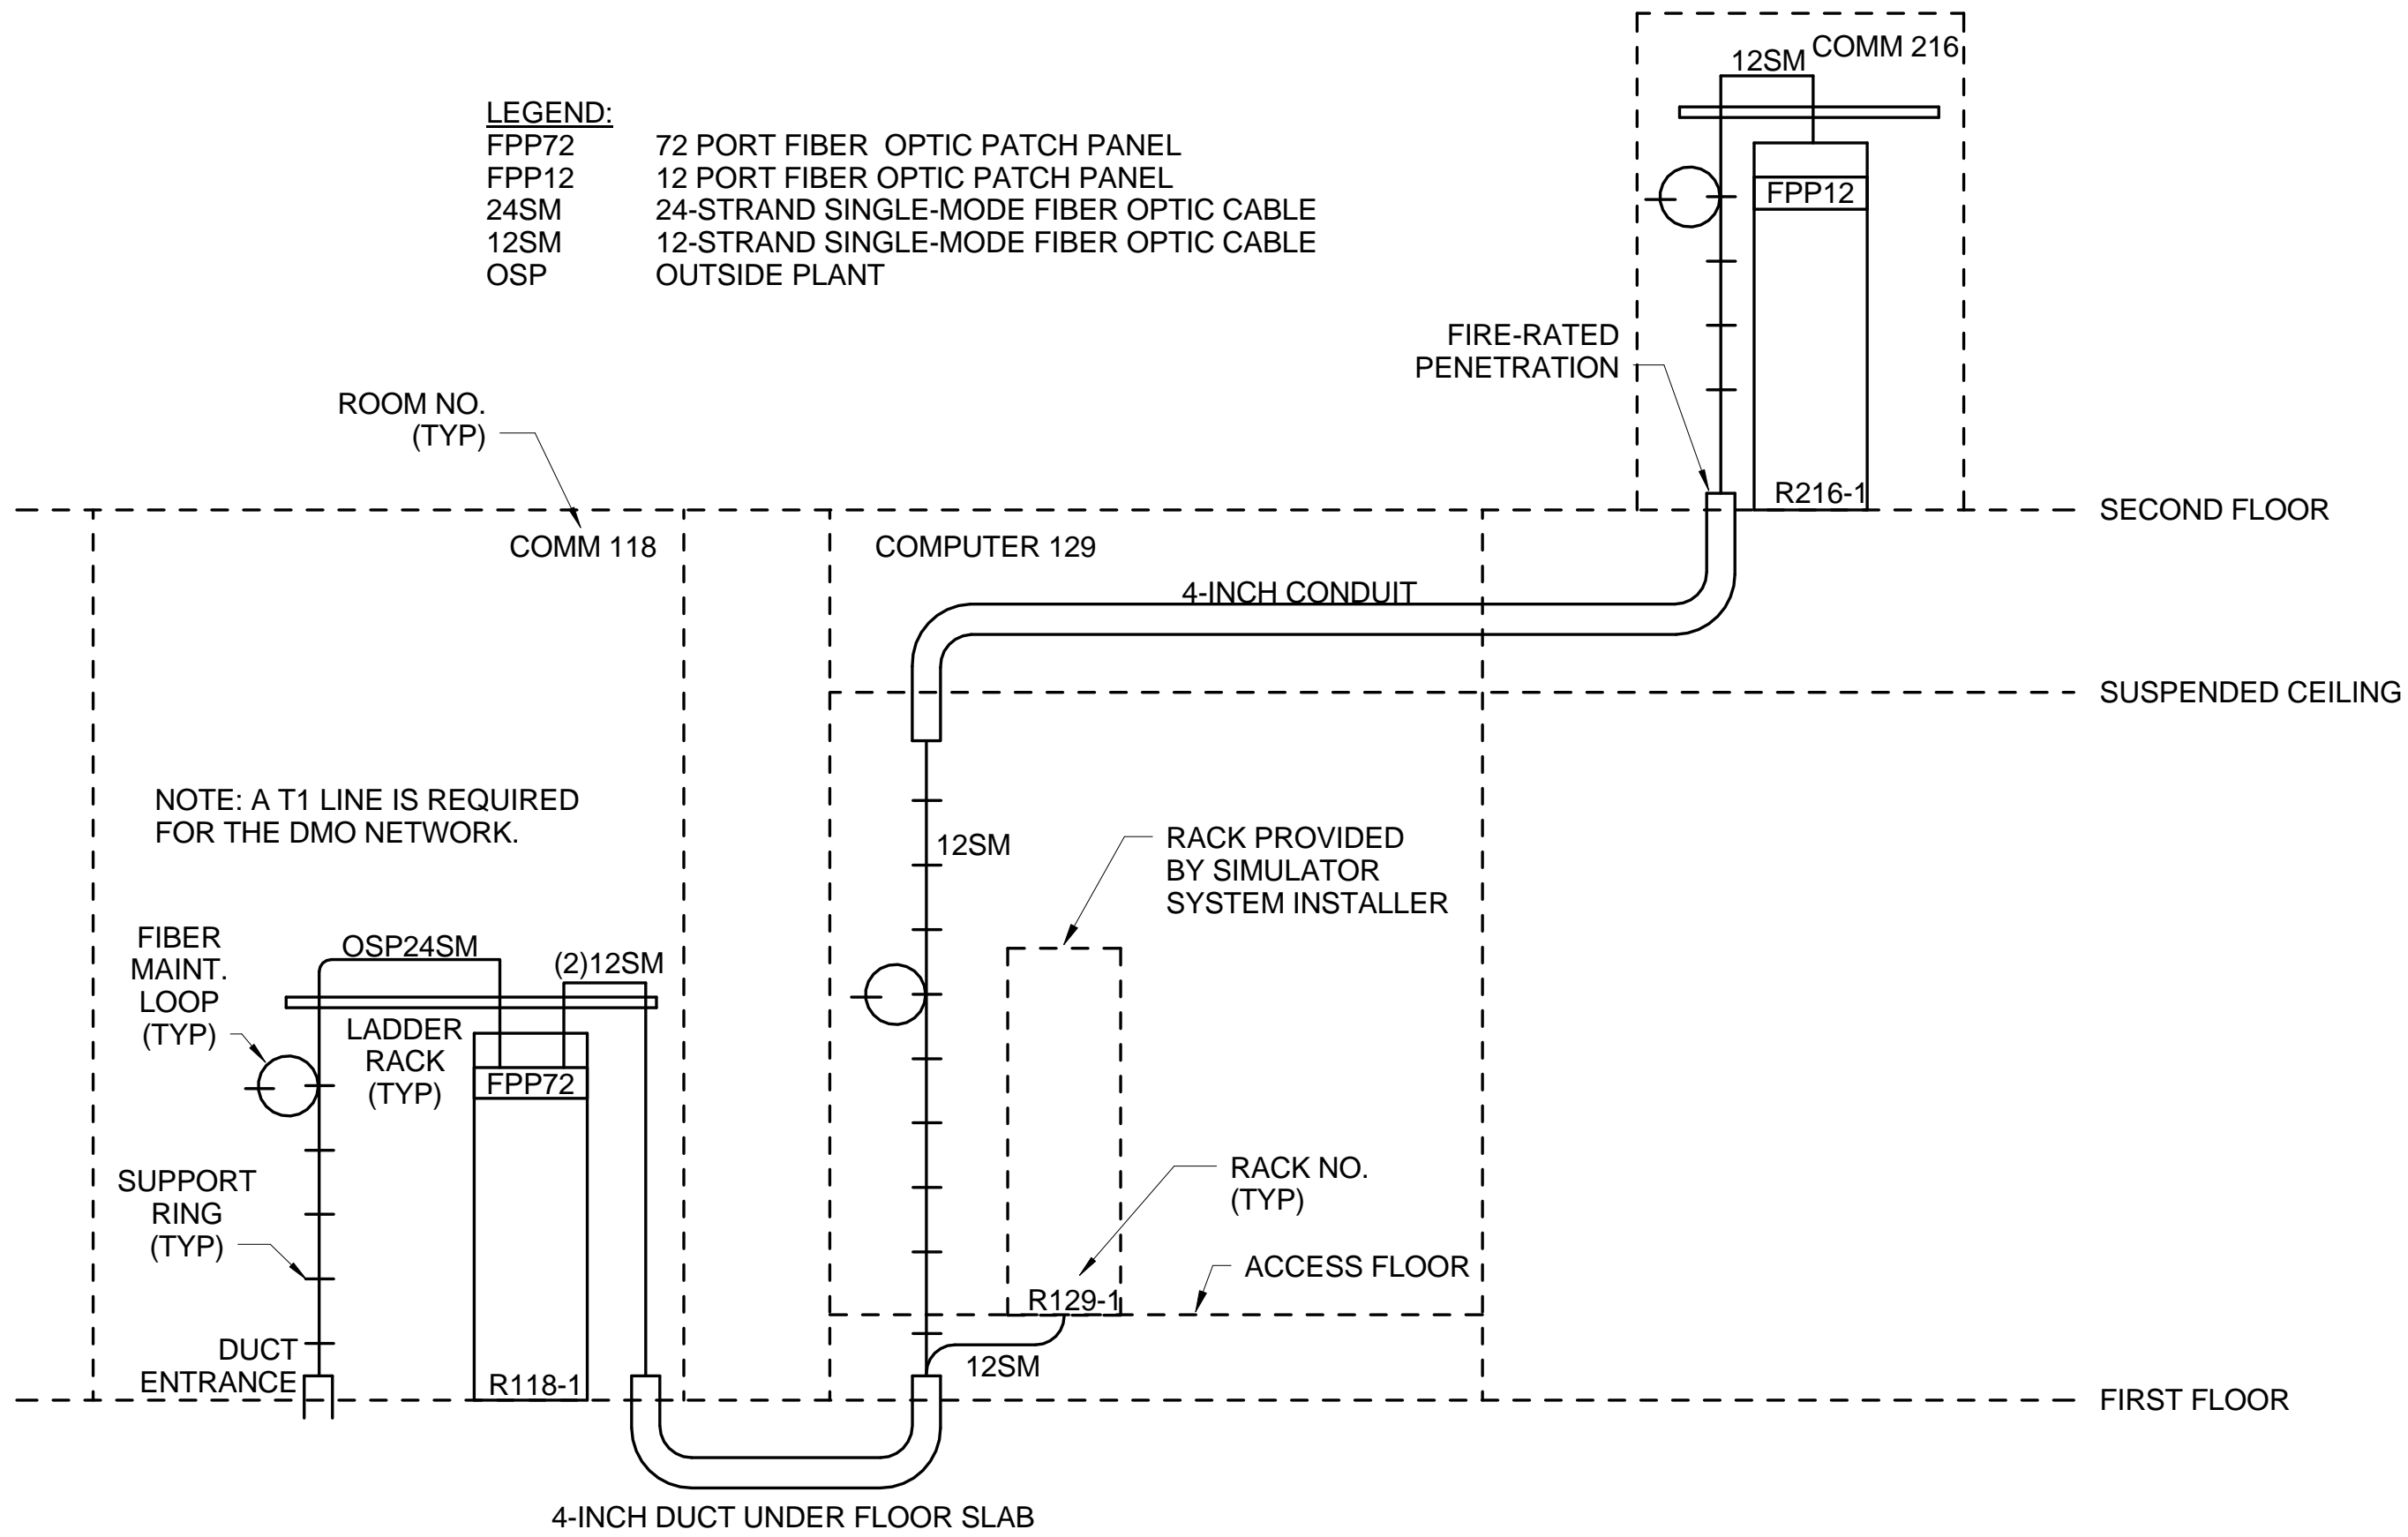 COMM 216
12SM
LEGEND:
FPP72 72 PORT FIBER OPTIC PATCH PANEL
FPP12 12 PORT FIBER OPTIC PATCH PANEL
24SM 24-STRAND SINGLE-MODE FIBER OPTIC CABLE
12SM 12-STRAND SINGLE-MODE FIBER OPTIC CABLE
OSP OUTSIDE PLANT
FPP12
FIRE-RATED
PENETRATION
ROOM NO.
(TYP)
R216-1
SECOND FLOOR
COMM 118
COMPUTER 129
4-INCH CONDUIT
SUSPENDED CEILING
NOTE: A T1 LINE IS REQUIRED
FOR THE DMO NETWORK.
12SM
RACK PROVIDED
BY SIMULATOR
SYSTEM INSTALLER
FIBER
MAINT.
LOOP
(TYP)
OSP24SM
(2)12SM
LADDER
RACK
(TYP)
FPP72
SUPPORT
RING
(TYP)
RACK NO.
(TYP)
ACCESS FLOOR
R129-1
DUCT
ENTRANCE
R118-1
12SM
FIRST FLOOR
4-INCH DUCT UNDER FLOOR SLAB